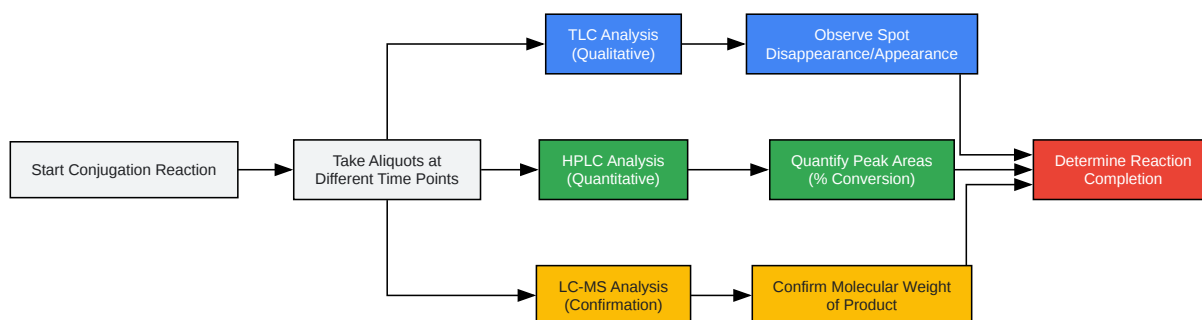 Start Conjugation Reaction
Take Aliquots at
Different Time Points
TLC Analysis
(Qualitative)
Observe Spot
Disappearance/Appearance
HPLC Analysis
(Quantitative)
Quantify Peak Areas
(% Conversion)
LC-MS Analysis
(Confirmation)
Confirm Molecular Weight
of Product
Determine Reaction
Completion